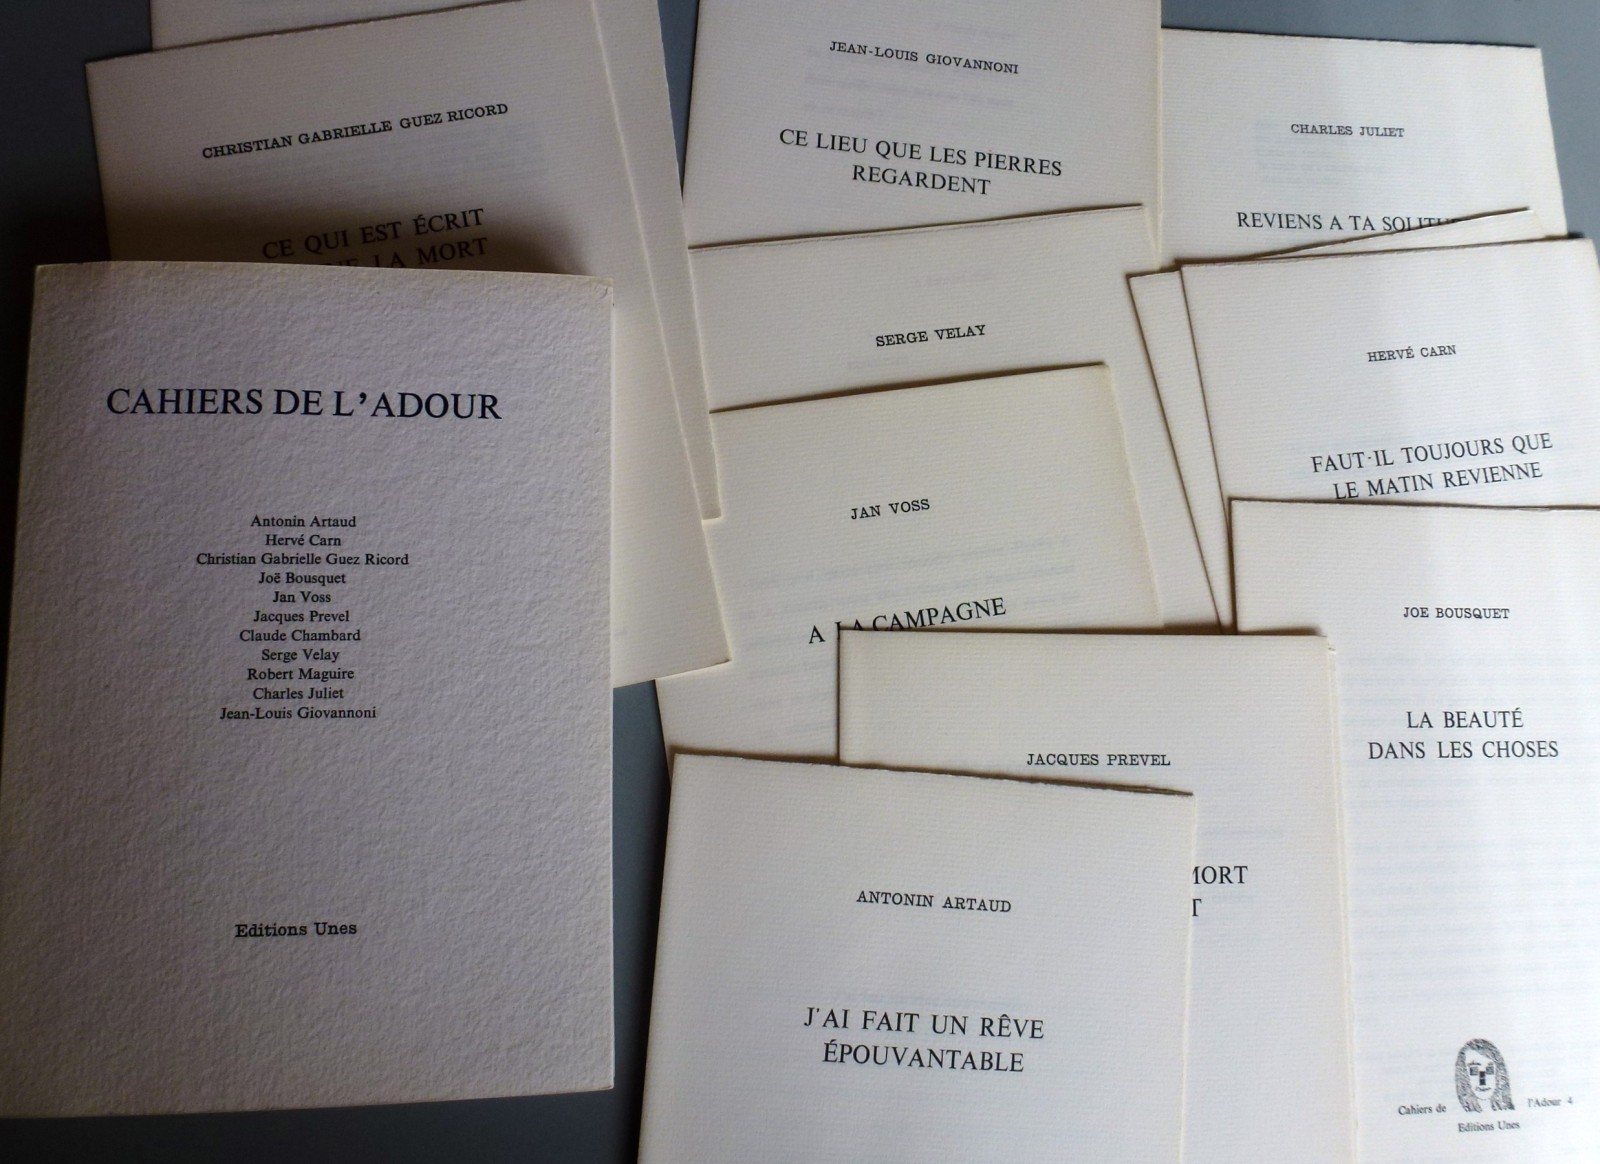 CHRISTIAN GABRIELLE GUEZ RICORD
CE QUI EST ÉCRIT
LA MORT
CAHIERS DE L'ADOUR
Antonin Artaud
Hervé Carn
Christian Gabrielle Guez Ricord
Joë Bousquet
Jan Voss
Jacques Prevel
Claude Chambard
Serge Velay
Robert Maguire
Charles Juliet
Jean-Louis Giovannoni
Editions Unes
JEAN-LOUIS GIOVANNONI
CE LIEU QUE LES PIERRES
REGARDENT
CHARLES JULIET
REVIENS A TA
SERGE VELAY
HERVÉ CARN
FAUT-IL TOUJOURS QUE
LE MATIN REVIENNE
JAN VOSS
A LA CAMPAGNE
JOE BOUSQUET
LA BEAUTÉ
DANS LES CHOSES
Cahiers de l'Adour 4
Editions Unes
JACQUES PREVEL
MORT
ANTONIN ARTAUD
J'AI FAIT UN RÊVE
ÉPOUVANTABLE